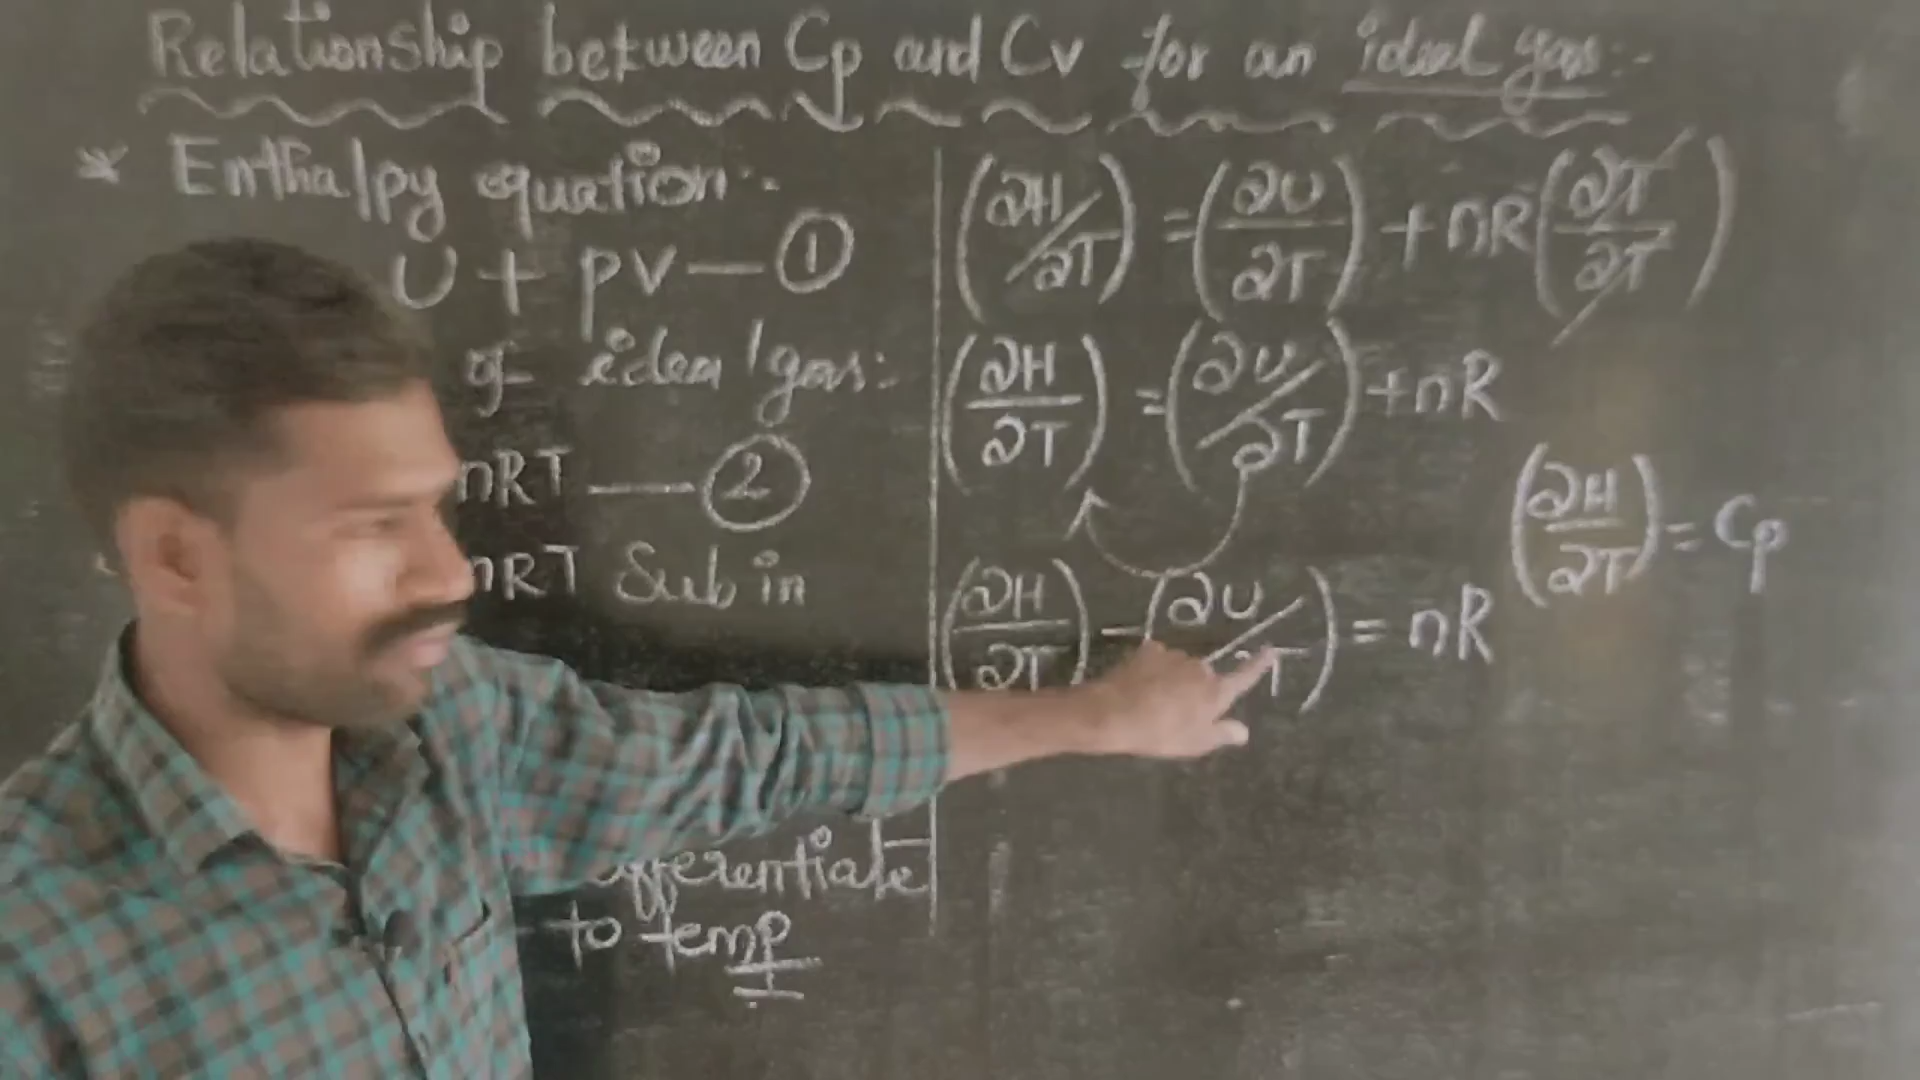 Relationship between Cp and Cv for an ideal gas:-
* Enthalpy equation:-
U + PV — ①
of ideal gas:
nRT — ②
nRT Sub in
ifferentiate
to temp
(∂H/∂T) = (∂U/∂T) + nR(∂T/∂T)
(∂H/∂T) = (∂U/∂T) + nR
(∂H/∂T) = Cp
(∂H/∂T) - (∂U/∂T) = nR